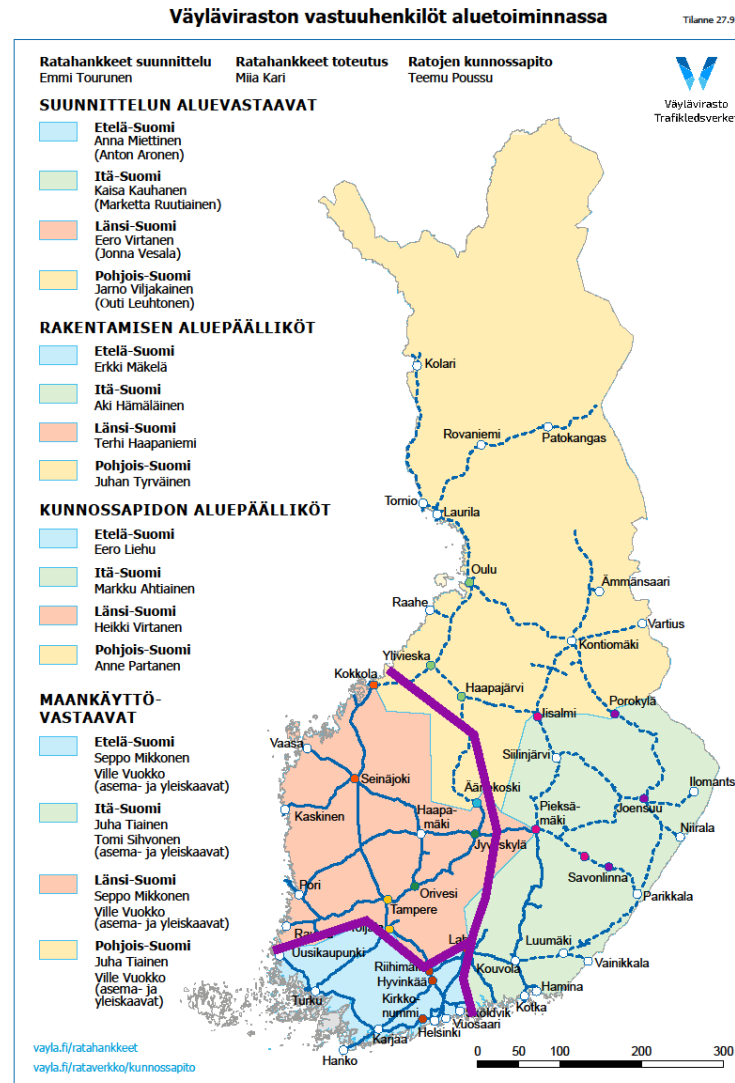 Väyläviraston vastuuhenkilöt aluetoiminnassa
Tilanne 27.9
Ratahankkeet suunnittelu
Emmi Tourunen
Ratahankkeet toteutus
Miia Kari
Ratojen kunnossapito
Teemu Poussu
Väylävirasto
Trafikledsverket
SUUNNITTELUN ALUEVASTAAVAT
Etelä-Suomi
Anna Miettinen
(Anton Aronen)
Itä-Suomi
Kaisa Kauhanen
(Marketta Ruutiainen)
Länsi-Suomi
Eero Virtanen
(Jonna Vesala)
Pohjois-Suomi
Jarno Viljakainen
(Outi Leuhtonen)
RAKENTAMISEN ALUEPÄÄLLIKÖT
Etelä-Suomi
Erkki Mäkelä
Itä-Suomi
Aki Hämäläinen
Länsi-Suomi
Terhi Haapaniemi
Pohjois-Suomi
Juhan Tyrväinen
KUNNOSSAPIDON ALUEPÄÄLLIKÖT
Etelä-Suomi
Eero Liehu
Itä-Suomi
Markku Ahtiainen
Länsi-Suomi
Heikki Virtanen
Pohjois-Suomi
Anne Partanen
MAANKÄYTTÖ-
VASTAAVAT
Etelä-Suomi
Seppo Mikkonen
Ville Vuokko
(asema- ja yleiskaavat)
Itä-Suomi
Juha Tiainen
Tomi Sihvonen
(asema- ja yleiskaavat)
Länsi-Suomi
Seppo Mikkonen
Ville Vuokko
(asema- ja yleiskaavat)
Pohjois-Suomi
Juha Tiainen
Ville Vuokko
(asema- ja
yleiskaavat)
vayla.fi/ratahankkeet
vayla.fi/rataverkko/kunnossapito
Kolari
Rovaniemi
Patokangas
Tornio
Laurila
Oulu
Ämmänsaari
Raahe
Vartius
Kontiomäki
Ylivieska
Kokkola
Haapajärvi
Iisalmi
Porokylä
Vaasa
Siilinjärvi
Seinäjoki
Äänekoski
Ilomants
Kaskinen
Haapa-
mäki
Pieksä-
mäki
Joensuu
Jyväskylä
Niirala
Savonlinna
Pori
Orivesi
Parikkala
Tampere
Uusikaupunki
Luumäki
Riihimä
Kouvola
Vainikkala
Hyvinkää
Turku
Hamina
Kirkko-
nummi
Kotka
Vuosaari
Karjaa
Helsinki
Hanko
0 50 100 200 300